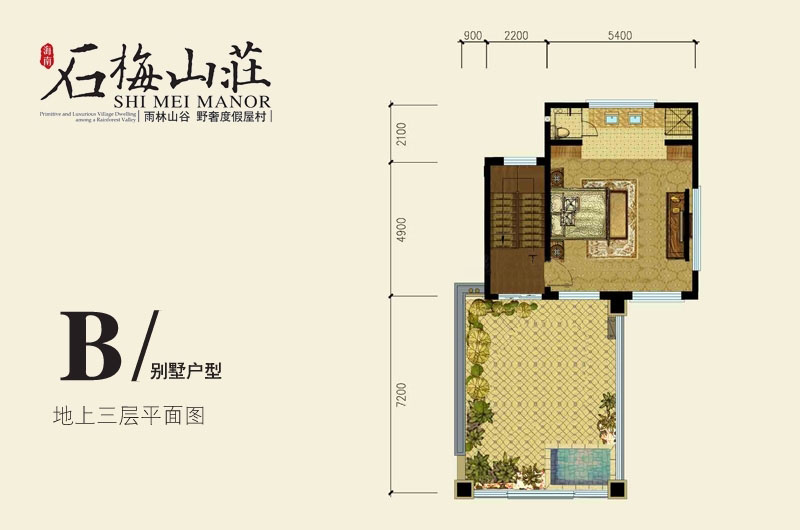 海南
石梅山莊
SHI MEI MANOR
Primitive and Luxurious Village Dwelling
among a Rainforest Valley
雨林山谷 野奢度假屋村
900
2200
5400
2100
4900
7200
B/别墅户型
地上三层平面图